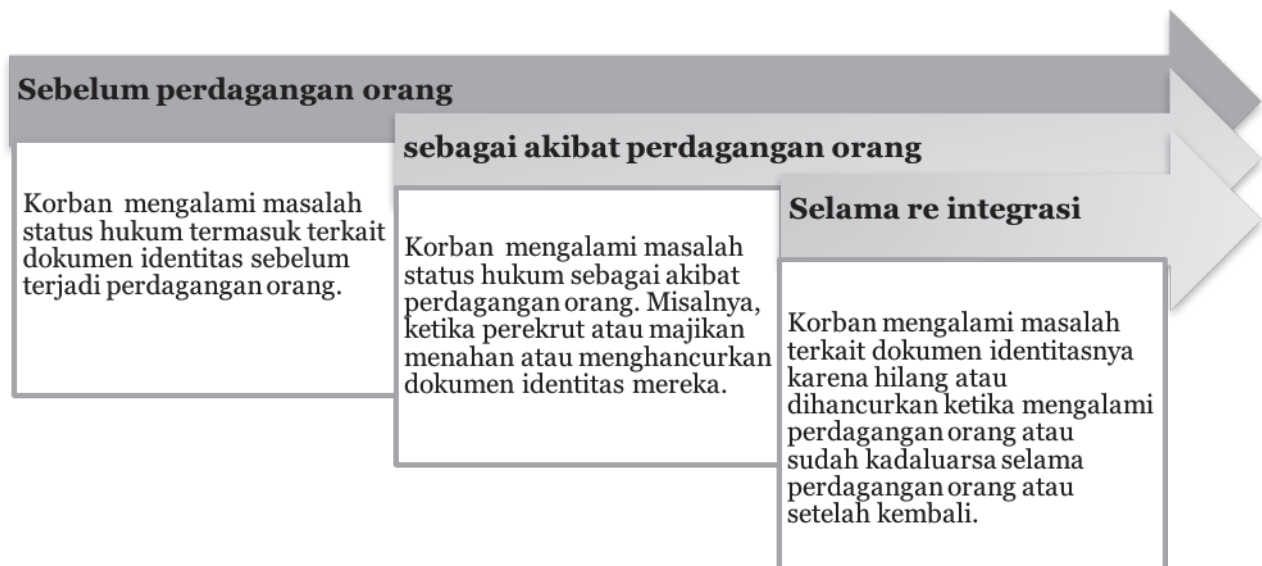 Sebelum perdagangan orang
Korban mengalami masalah
status hukum termasuk terkait
dokumen identitas sebelum
terjadi perdagangan orang.
sebagai akibat perdagangan orang
Korban mengalami masalah
status hukum sebagai akibat
perdagangan orang. Misalnya,
ketika perekrut atau majikan
menahan atau menghancurkan
dokumen identitas mereka.
Selama re integrasi
Korban mengalami masalah
terkait dokumen identitasnya
karena hilang atau
dihancurkan ketika mengalami
perdagangan orang atau
sudah kadaluarsa selama
perdagangan orang atau
setelah kembali.